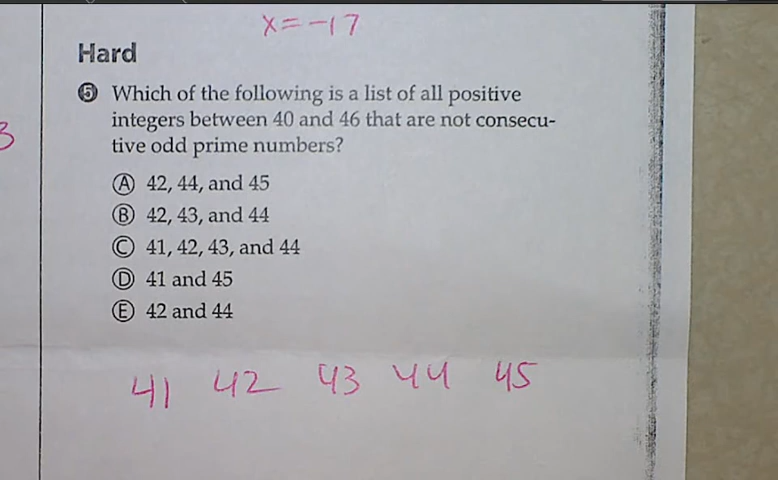 x=-17
Hard
5 Which of the following is a list of all positive
integers between 40 and 46 that are not consecu-
tive odd prime numbers?
A 42, 44, and 45
B 42, 43, and 44
C 41, 42, 43, and 44
D 41 and 45
E 42 and 44
3
41 42 43 44 45